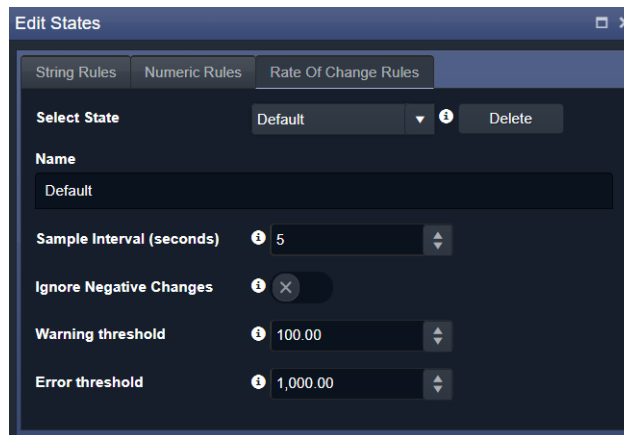 Edit States
String Rules Numeric Rules Rate Of Change Rules
Select State Default Delete
Name
Default
Sample Interval (seconds) 5
Ignore Negative Changes
Warning threshold 100.00
Error threshold 1,000.00